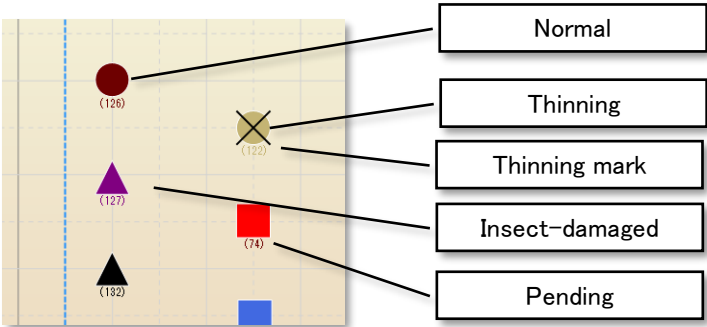 Normal
(126)
Thinning
(122)
Thinning mark
(127)
Insect-damaged
(74)
(132)
Pending